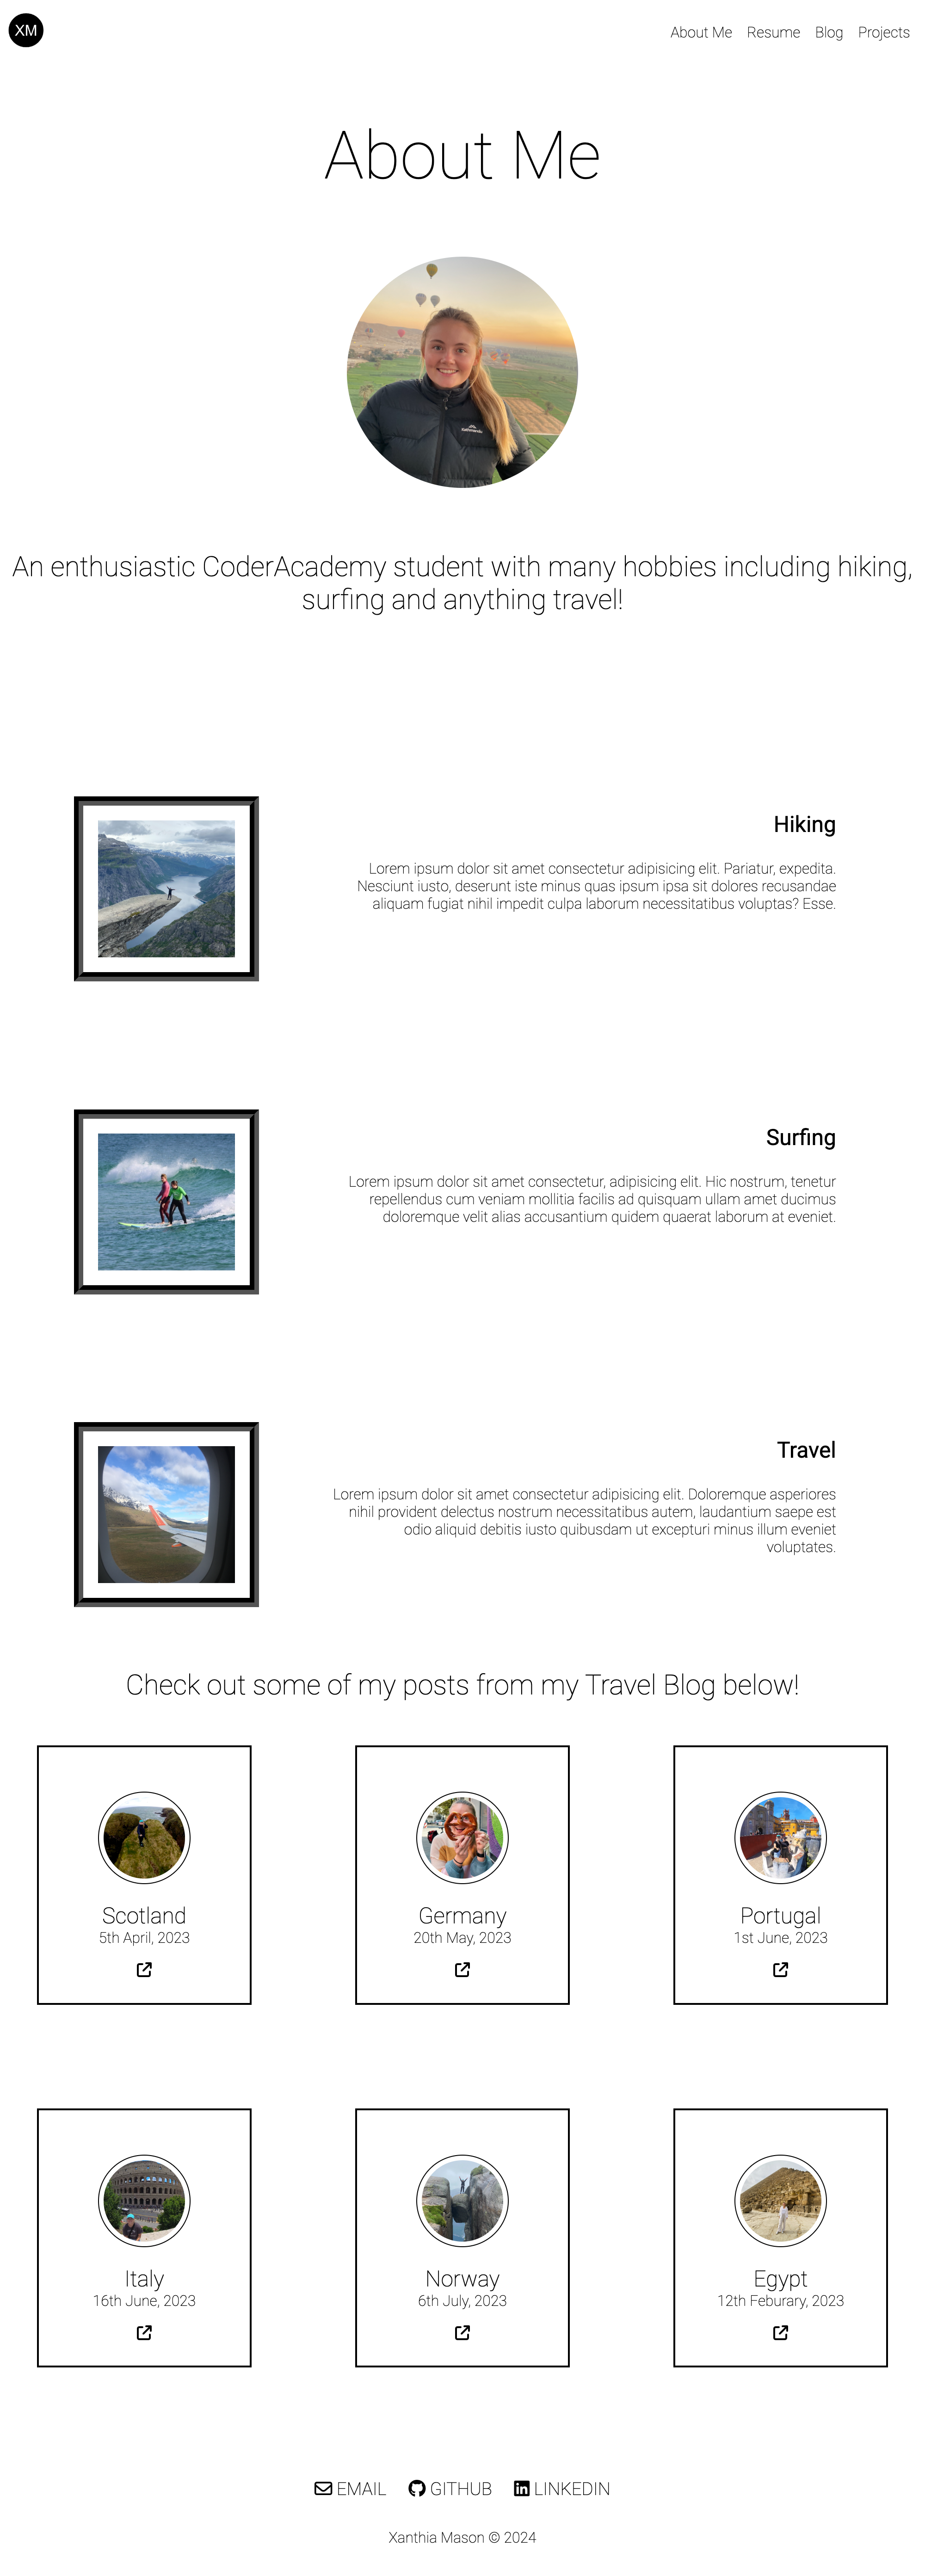 XM
About Me Resume Blog Projects
About Me
Kathmandu
An enthusiastic CoderAcademy student with many hobbies including hiking,
surfing and anything travel!
Hiking
Lorem ipsum dolor sit amet consectetur adipisicing elit. Pariatur, expedita.
Nesciunt iusto, deserunt iste minus quas ipsum ipsa sit dolores recusandae
aliquam fugiat nihil impedit culpa laborum necessitatibus voluptas? Esse.
Surfing
Lorem ipsum dolor sit amet consectetur, adipisicing elit. Hic nostrum, tenetur
repellendus cum veniam mollitia facilis ad quisquam ullam amet ducimus
doloremque velit alias accusantium quidem quaerat laborum at eveniet.
Travel
Lorem ipsum dolor sit amet consectetur adipisicing elit. Doloremque asperiores
nihil provident delectus nostrum necessitatibus autem, laudantium saepe est
odio aliquid debitis iusto quibusdam ut excepturi minus illum eveniet
voluptates.
Check out some of my posts from my Travel Blog below!
Scotland
5th April, 2023
Germany
20th May, 2023
Portugal
1st June, 2023
Italy
16th June, 2023
Norway
6th July, 2023
Egypt
12th Feburary, 2023
EMAIL GITHUB LINKEDIN
Xanthia Mason © 2024